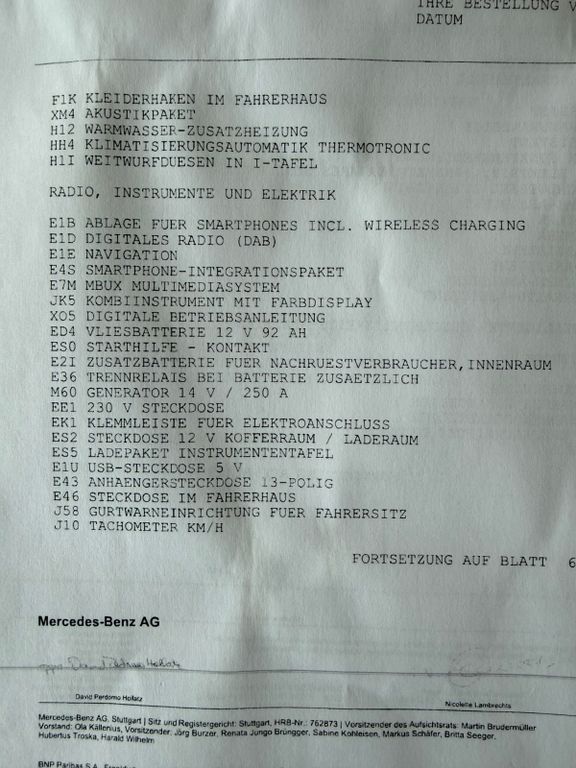 IHRE BESTELLUNG V
DATUM
F1K KLEIDERHAKEN IM FAHRERHAUS
XM4 AKUSTIKPAKET
H12 WARMWASSER-ZUSATZHEIZUNG
HH4 KLIMATISIERUNGSAUTOMATIK THERMOTRONIC
H1I WEITWURFDUESEN IN I-TAFEL
RADIO, INSTRUMENTE UND ELEKTRIK
E1B ABLAGE FUER SMARTPHONES INCL. WIRELESS CHARGING
E1D DIGITALES RADIO (DAB)
E1E NAVIGATION
E4S SMARTPHONE-INTEGRATIONSPAKET
E7M MBUX MULTIMEDIASYSTEM
JK5 KOMBIINSTRUMENT MIT FARBDISPLAY
XO5 DIGITALE BETRIEBSANLEITUNG
ED4 VLIESBATTERIE 12 V 92 AH
ES0 STARTHILFE - KONTAKT
E2I ZUSATZBATTERIE FUER NACHRUESTVERBRAUCHER,INNENRAUM
E36 TRENNRELAIS BEI BATTERIE ZUSAETZLICH
M60 GENERATOR 14 V / 250 A
EE1 230 V STECKDOSE
EK1 KLEMMLEISTE FUER ELEKTROANSCHLUSS
ES2 STECKDOSE 12 V KOFFERRAUM / LADERAUM
ES5 LADEPAKET INSTRUMENTENTAFEL
E1U USB-STECKDOSE 5 V
E43 ANHAENGERSTECKDOSE 13-POLIG
E46 STECKDOSE IM FAHRERHAUS
J58 GURTWARNEINRICHTUNG FUER FAHRERSITZ
J10 TACHOMETER KM/H
FORTSETZUNG AUF BLATT 6
Mercedes-Benz AG
David Perdomo Hollatz
Nicolette Lambrechts
Mercedes-Benz AG, Stuttgart | Sitz und Registergericht: Stuttgart, HRB-Nr.: 762873 | Vorsitzender des Aufsichtsrats: Martin Brudermüller
Vorstand: Ola Källenius, Vorsitzender; Jörg Burzer, Renata Jungo Brüngger, Sabine Kohleisen, Markus Schäfer, Britta Seeger,
Hubertus Troska, Harald Wilhelm
BNP Paribas S.A.